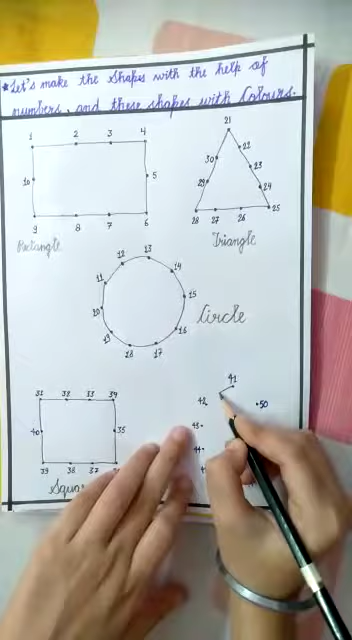 *Let's make the shapes with the help of
numbers, and these shapes with Colours.
1 2 3 4
10 5
9 8 7 6
Rectangle
21
30 22
23
29 24
28 27 26 25
Triangle
13
12 14
11 15
20 16
19 17
18
Circle
31 32 33 34
40 35
39 38 37
Squa
41
42 50
43
44